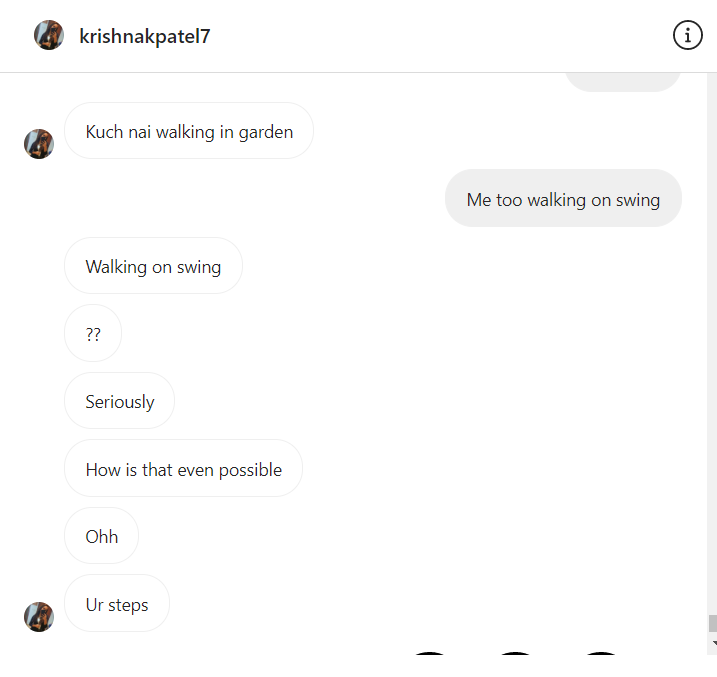 krishnakpatel7
Kuch nai walking in garden
Me too walking on swing
Walking on swing
??
Seriously
How is that even possible
Ohh
Ur steps